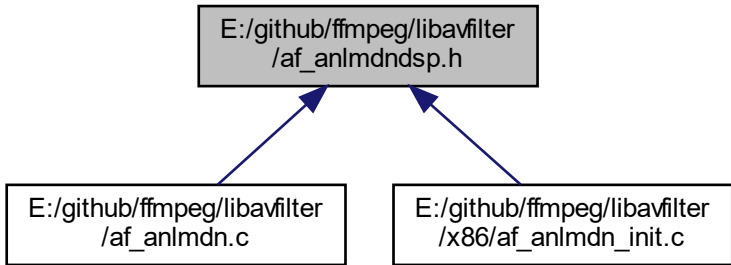 E:/github/ffmpeg/libavfilter
/af_anlmdndsp.h
E:/github/ffmpeg/libavfilter
/af_anlmdn.c
E:/github/ffmpeg/libavfilter
/x86/af_anlmdn_init.c